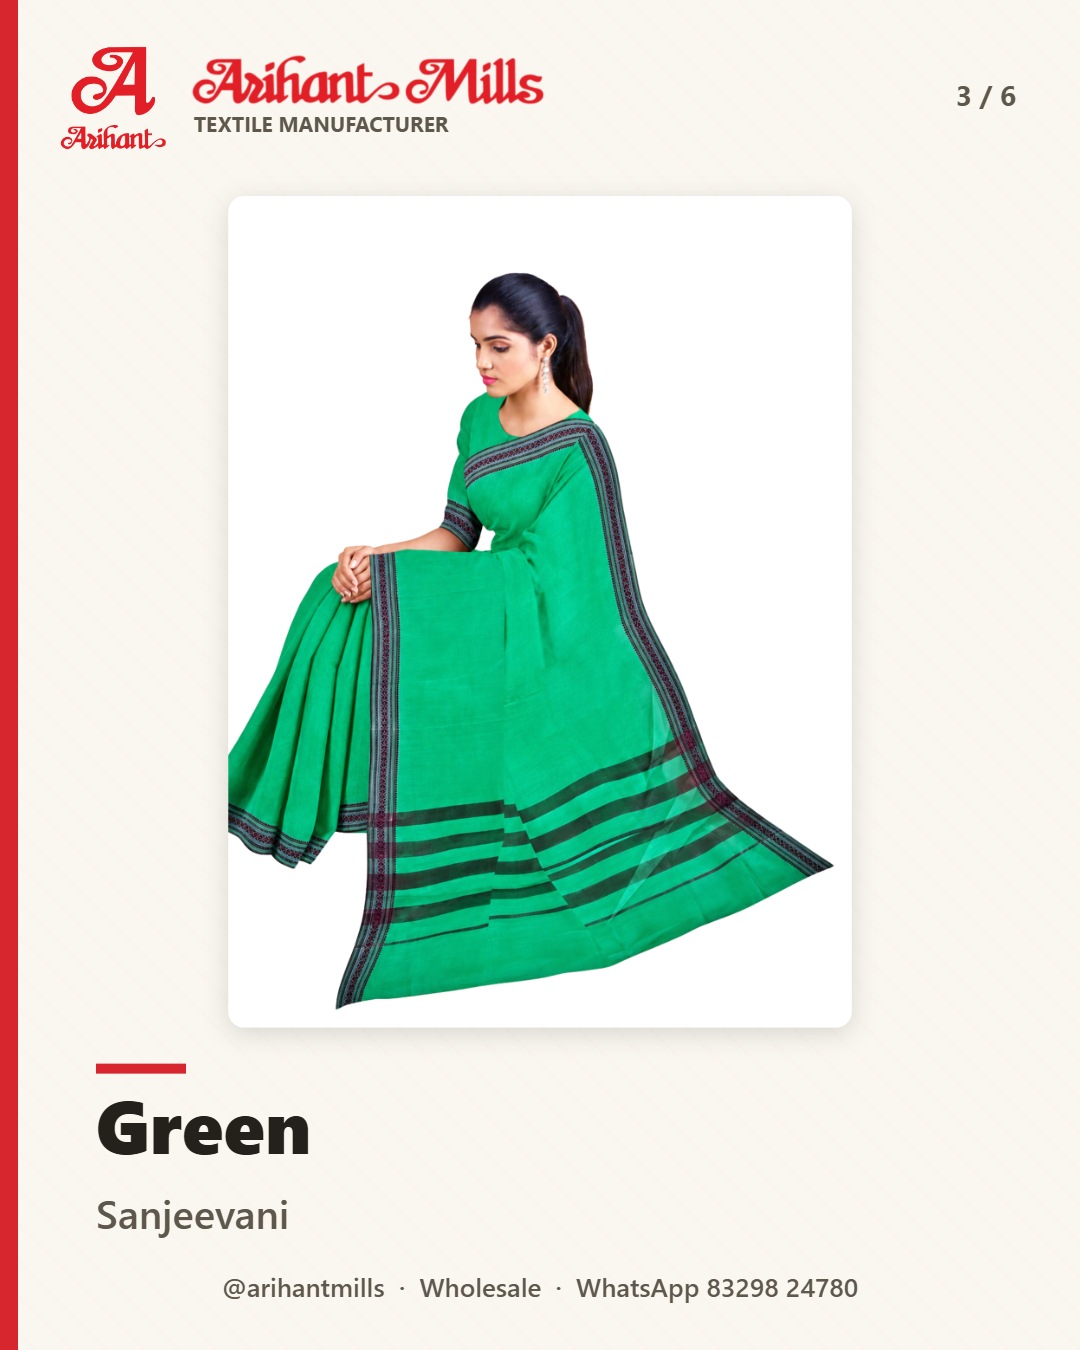 A
Arihant
Arihant Mills
TEXTILE MANUFACTURER
3 / 6
Green
Sanjeevani
@arihantmills · Wholesale · WhatsApp 83298 24780